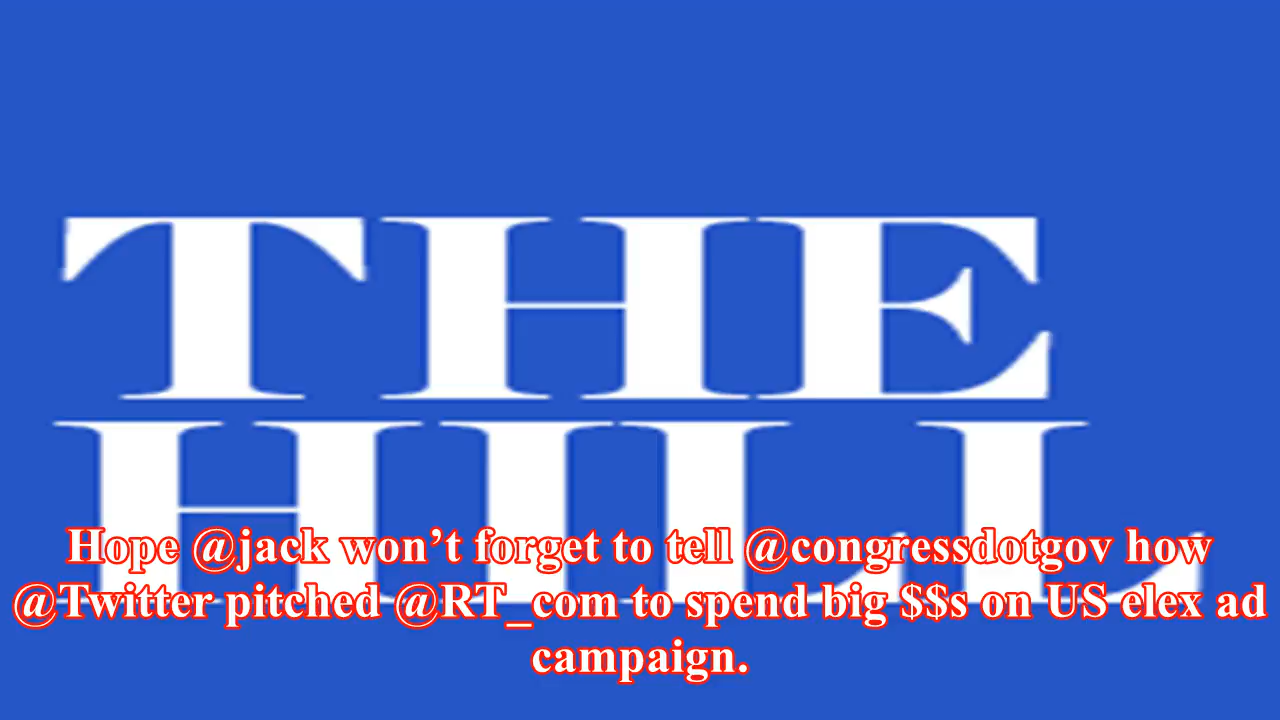 THE
HILL
Hope @jack won’t forget to tell @congressdotgov how
@Twitter pitched @RT_com to spend big $$s on US elex ad
campaign.